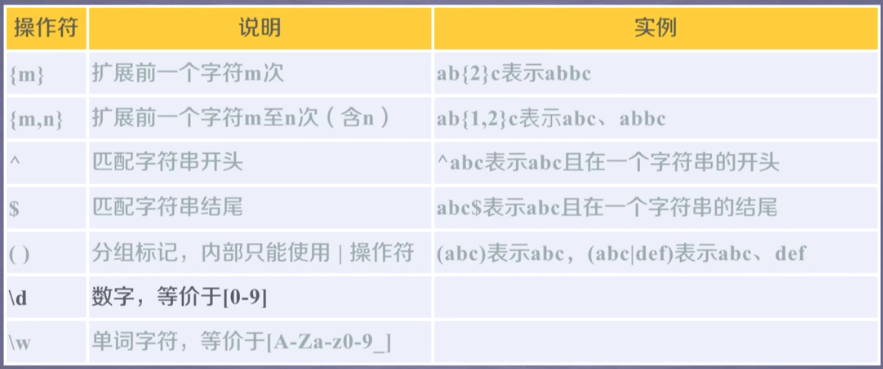 操作符 说明 实例
{m} 扩展前一个字符m次 ab{2}c表示abbc
{m,n} 扩展前一个字符m至n次（含n） ab{1,2}c表示abc、abbc
^ 匹配字符串开头 ^abc表示abc且在一个字符串的开头
$ 匹配字符串结尾 abc$表示abc且在一个字符串的结尾
( ) 分组标记，内部只能使用 | 操作符 (abc)表示abc，(abc|def)表示abc、def
\d 数字，等价于[0-9]
\w 单词字符，等价于[A-Za-z0-9_]